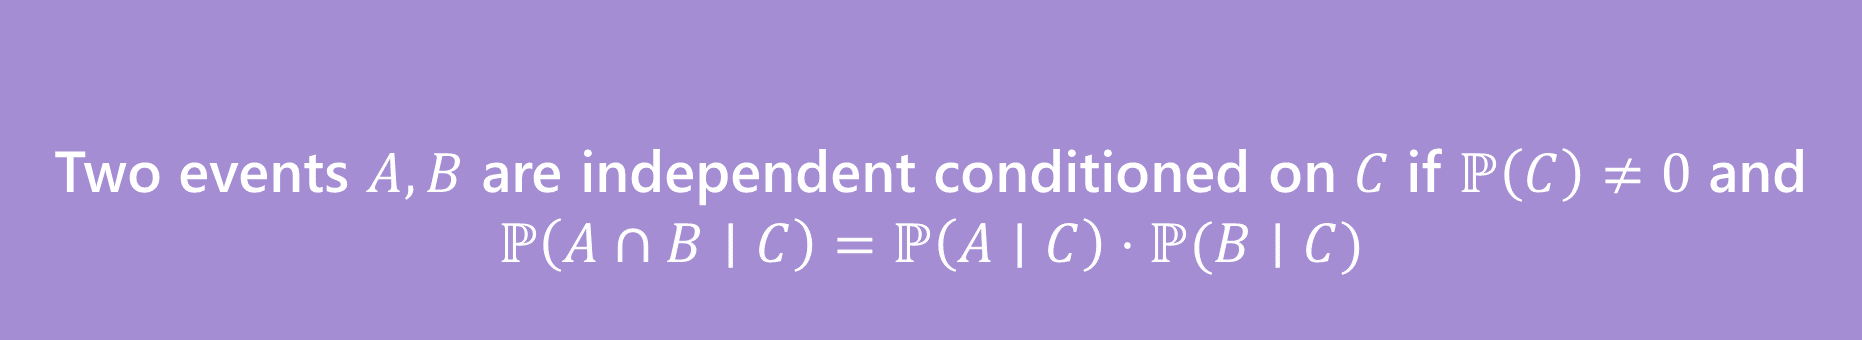 Two events A, B are independent conditioned on C if ℙ(C) ≠ 0 and
ℙ(A ∩ B | C) = ℙ(A | C) · ℙ(B | C)